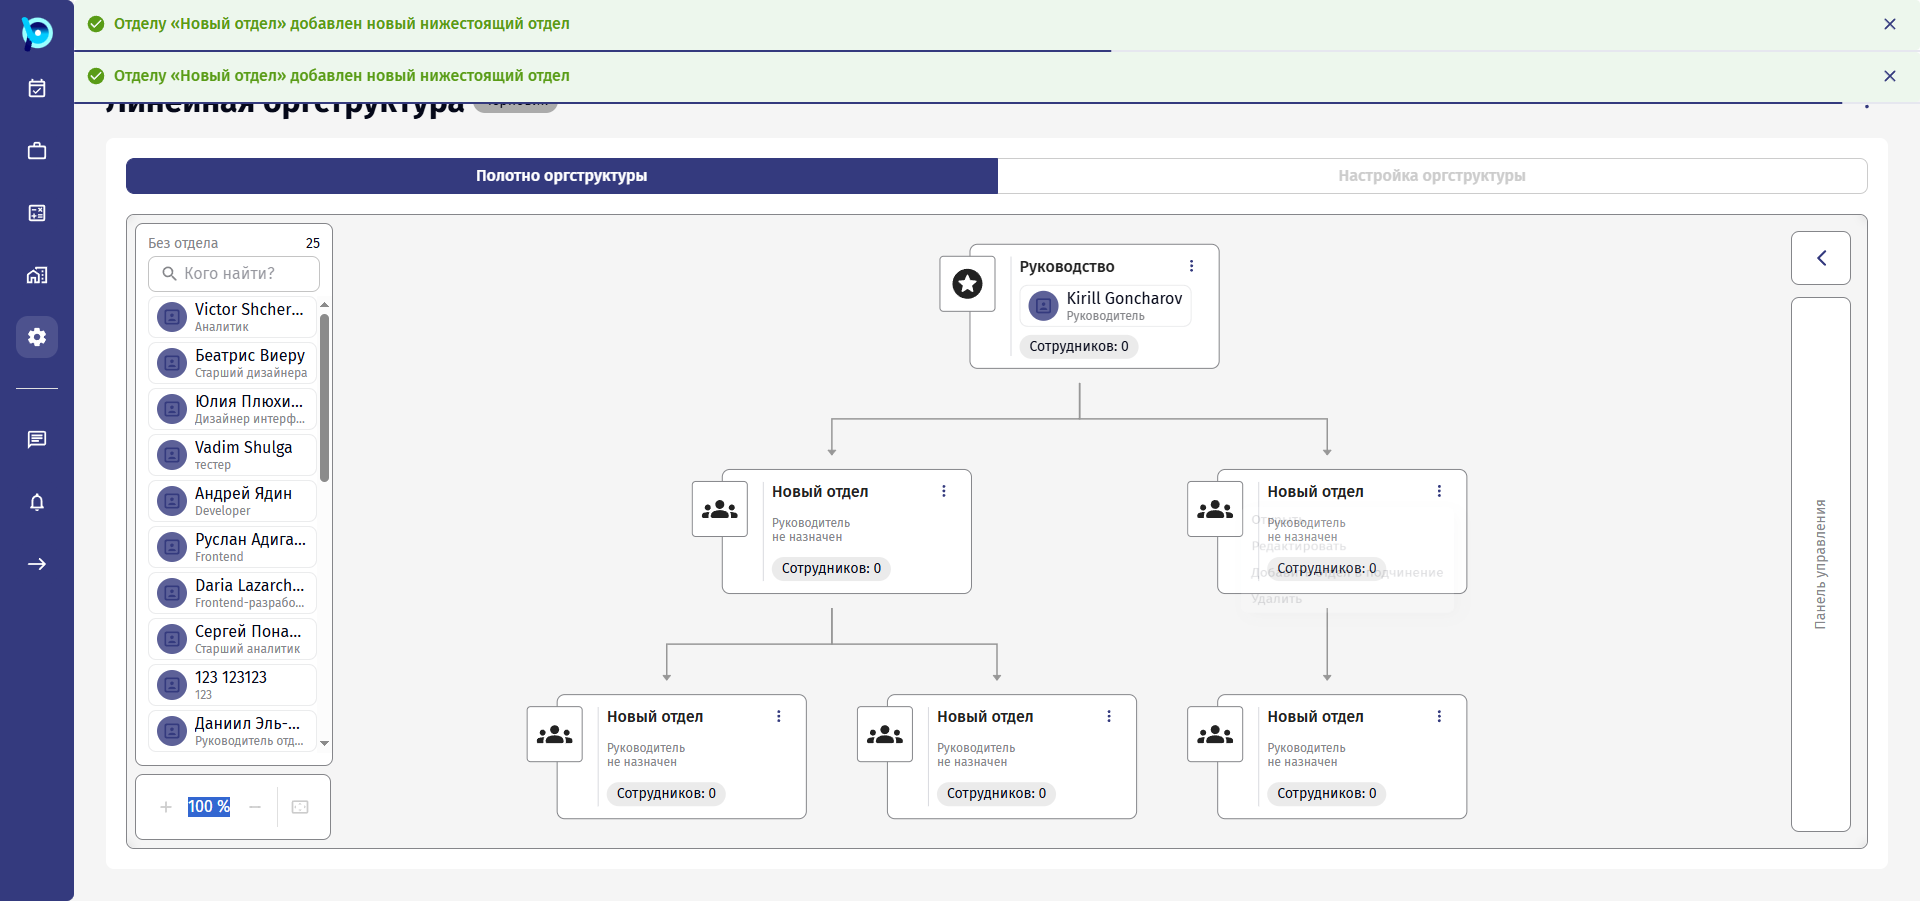 Отделу «Новый отдел» добавлен новый нижестоящий отдел
Отделу «Новый отдел» добавлен новый нижестоящий отдел
Линейная оргструктура
Полотно оргструктуры
Настройка оргструктуры
Без отдела 25
Кого найти?
Victor Shcher...
Аналитик
Беатрис Виеру
Старший дизайнера
Юлия Плюхи...
Дизайнер интерф...
Vadim Shulga
тестер
Андрей Ядин
Developer
Руслан Адига...
Frontend
Daria Lazarch...
Frontend-разрабо...
Сергей Пона...
Старший аналитик
123 123123
123
Даниил Эль-...
Руководитель отд...
100 %
Руководство
Kirill Goncharov
Руководитель
Сотрудников: 0
Новый отдел
Руководитель
не назначен
Сотрудников: 0
Новый отдел
Руководитель
не назначен
Сотрудников: 0
Редактировать
Удалить
Новый отдел
Руководитель
не назначен
Сотрудников: 0
Новый отдел
Руководитель
не назначен
Сотрудников: 0
Новый отдел
Руководитель
не назначен
Сотрудников: 0
Панель управления